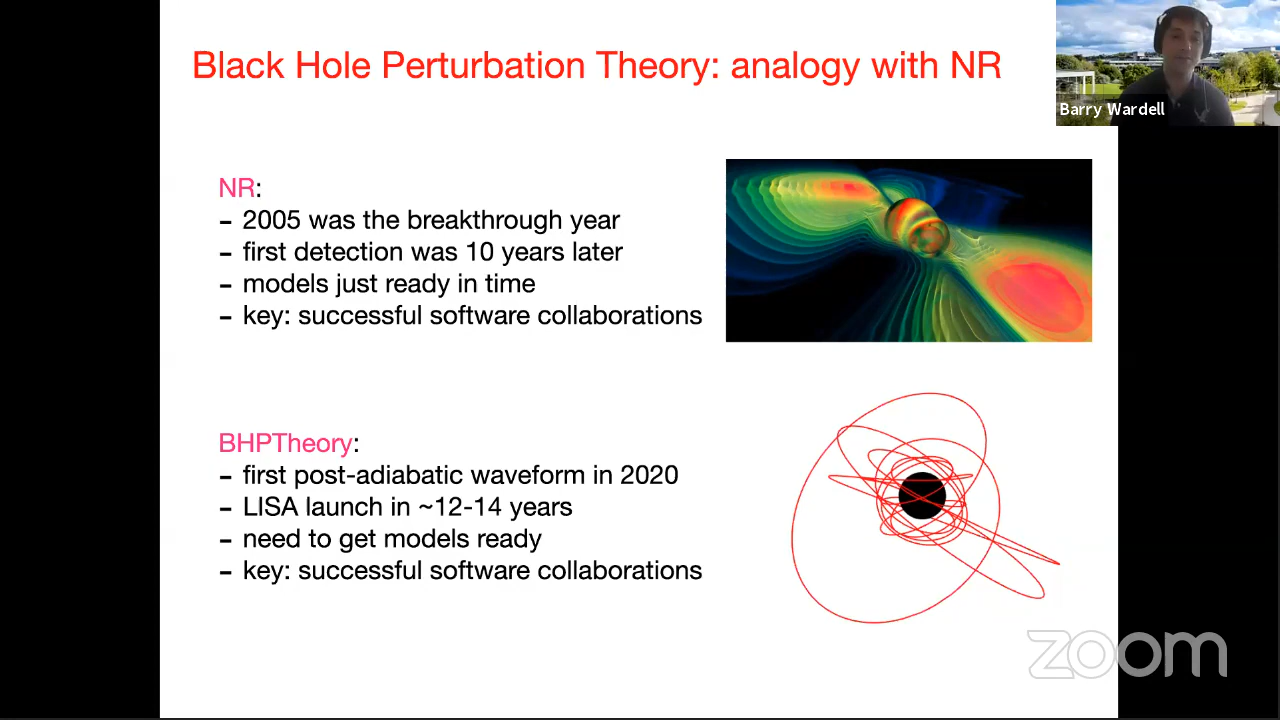 Black Hole Perturbation Theory: analogy with NR
Barry Wardell
NR:
– 2005 was the breakthrough year
– first detection was 10 years later
– models just ready in time
– key: successful software collaborations
BHPTheory:
– first post-adiabatic waveform in 2020
– LISA launch in ~12-14 years
– need to get models ready
– key: successful software collaborations
zoom